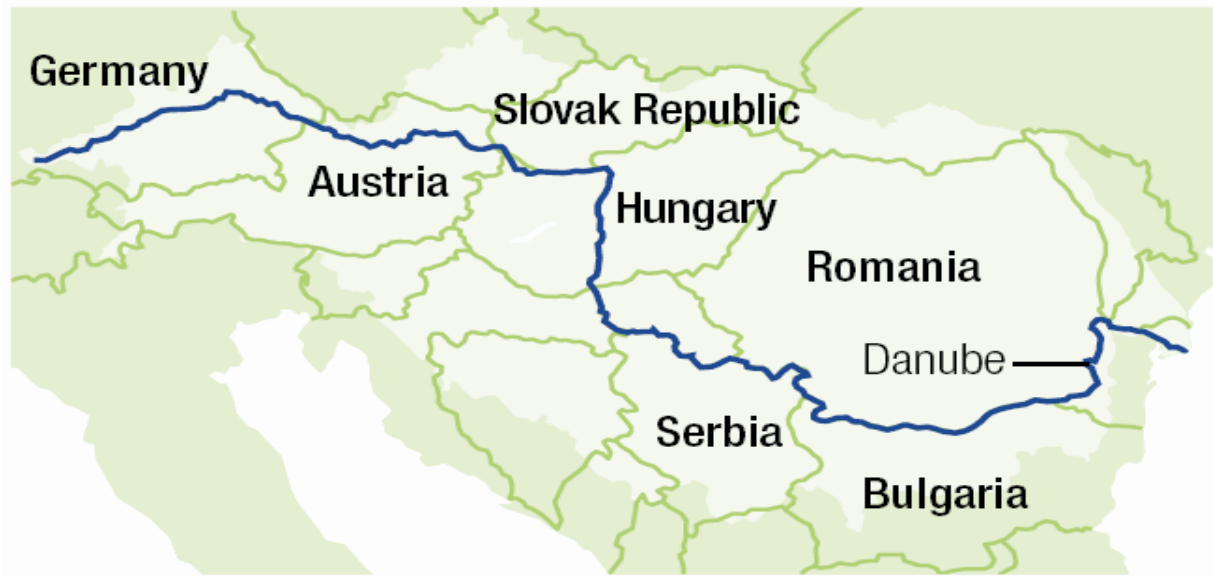 Germany
Slovak Republic
Austria
Hungary
Romania
Danube
Serbia
Bulgaria